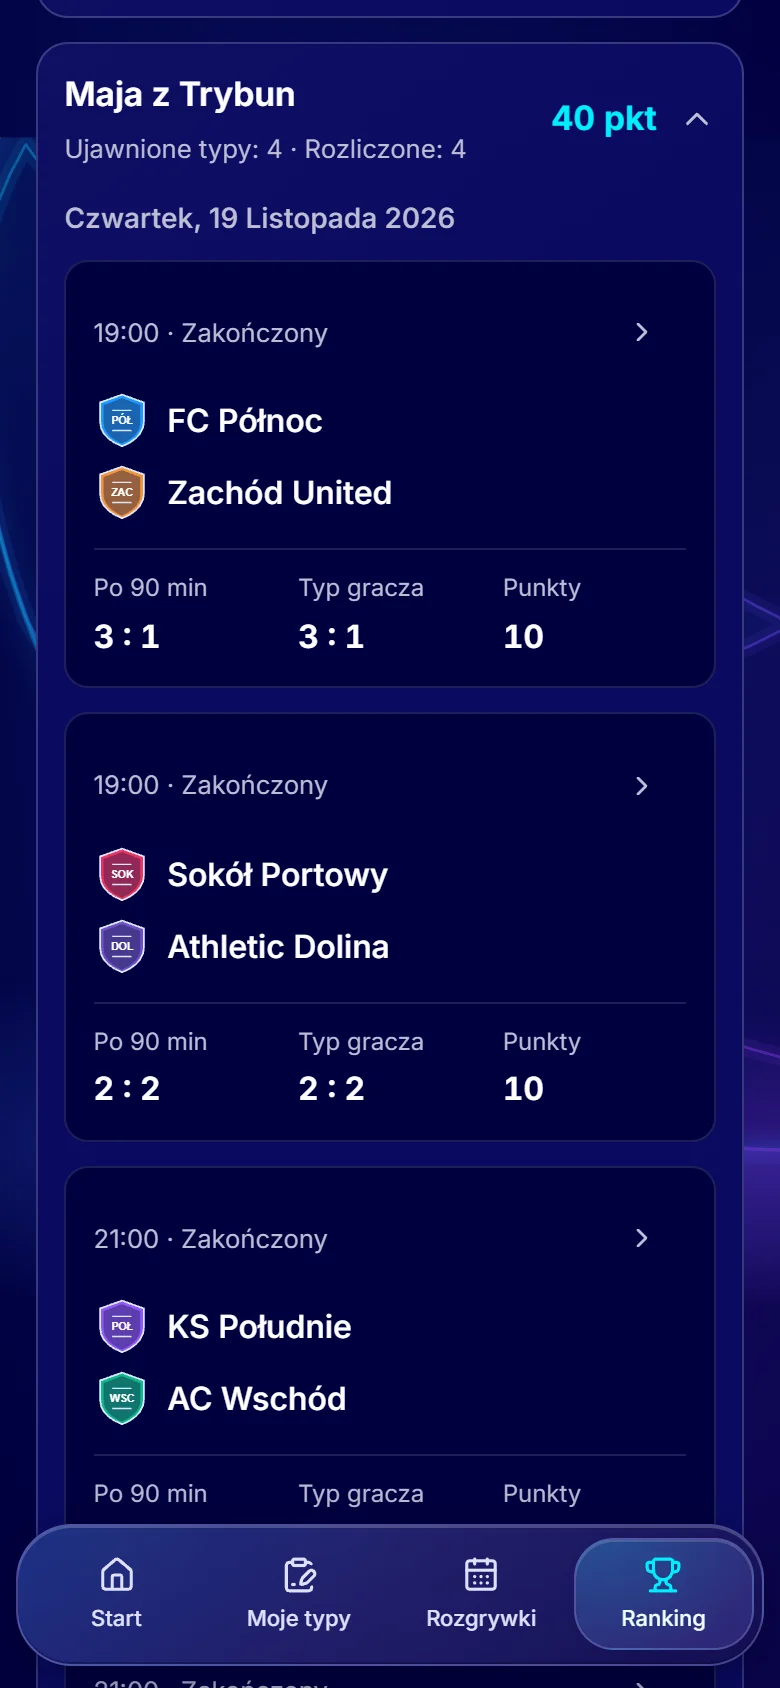 Maja z Trybun
40 pkt
Ujawnione typy: 4 · Rozliczone: 4
Czwartek, 19 Listopada 2026
19:00 · Zakończony
PÓŁ
FC Północ
ZAC
Zachód United
Po 90 min Typ gracza Punkty
3 : 1 3 : 1 10
19:00 · Zakończony
SOK
Sokół Portowy
DOL
Athletic Dolina
Po 90 min Typ gracza Punkty
2 : 2 2 : 2 10
21:00 · Zakończony
POŁ
KS Południe
WSC
AC Wschód
Po 90 min Typ gracza Punkty
Start Moje typy Rozgrywki Ranking
21:00 · Zakończony